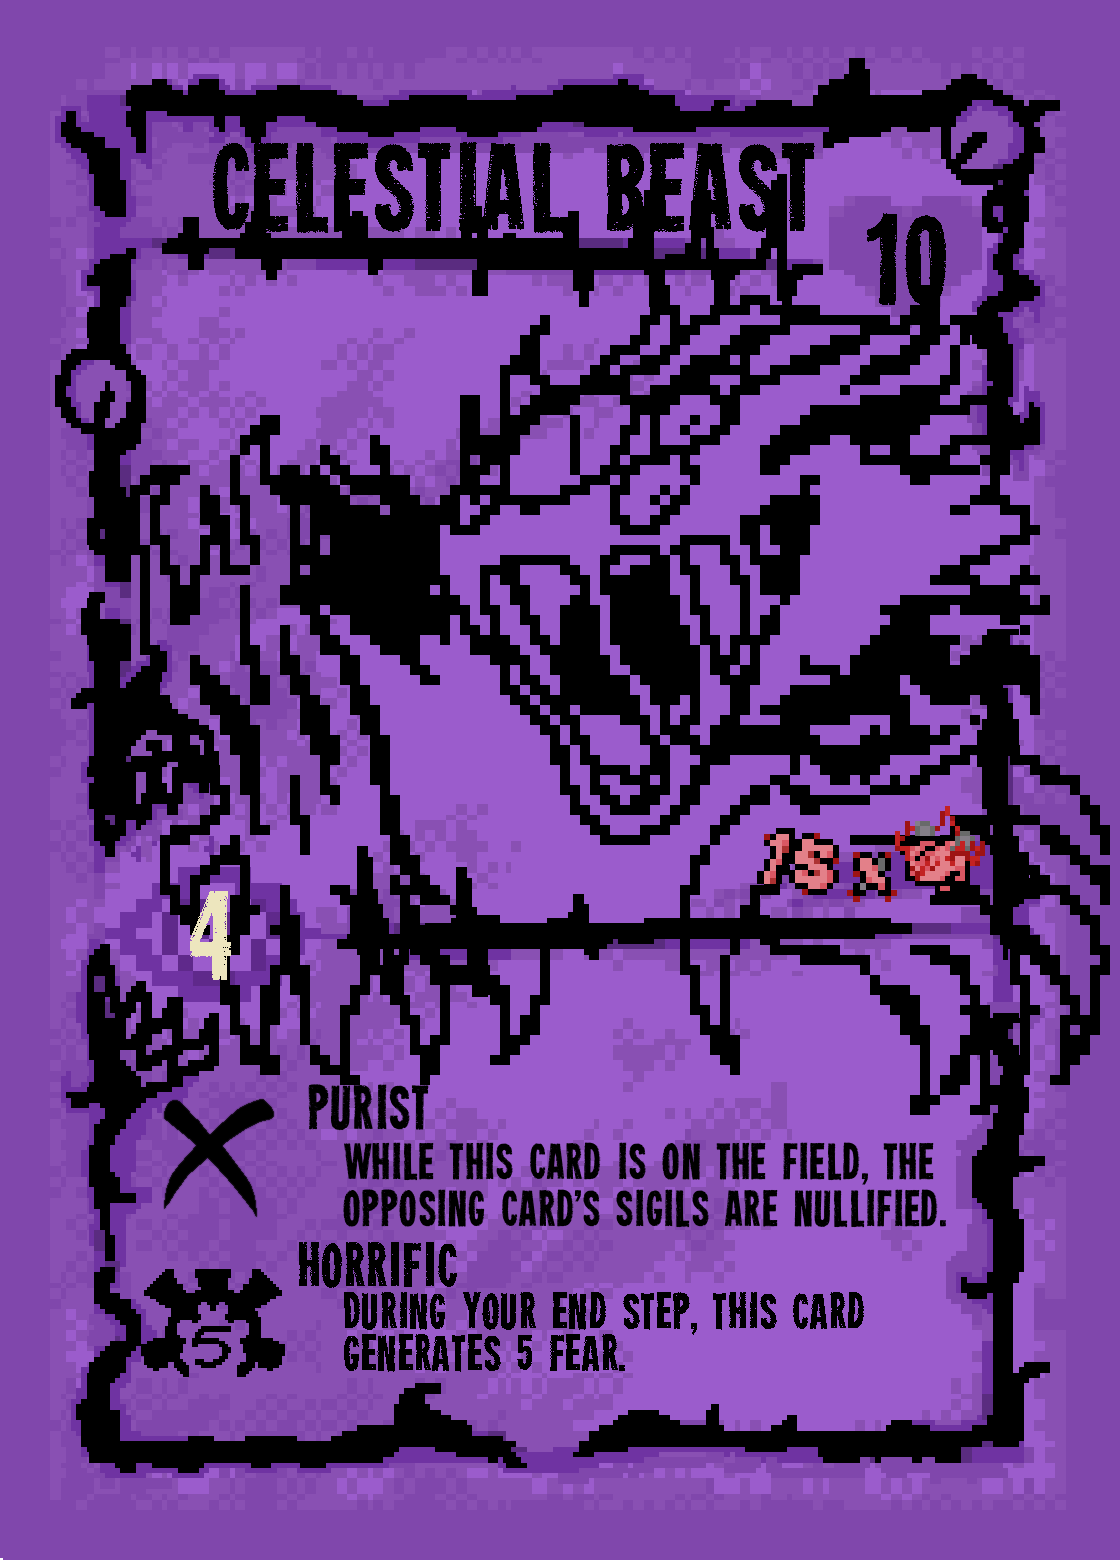 CELESTIAL BEAST
10
15 x
4
PURIST
WHILE THIS CARD IS ON THE FIELD, THE
OPPOSING CARD'S SIGILS ARE NULLIFIED.
HORRIFIC
DURING YOUR END STEP, THIS CARD
GENERATES 5 FEAR.
5